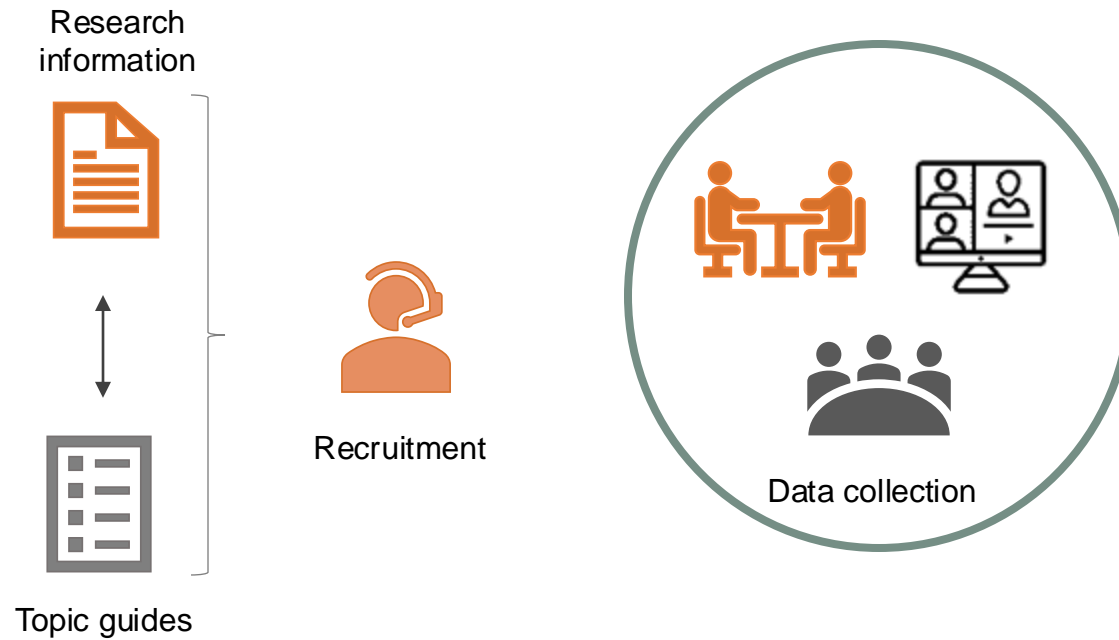 Research
information
Topic guides
Recruitment
Data collection